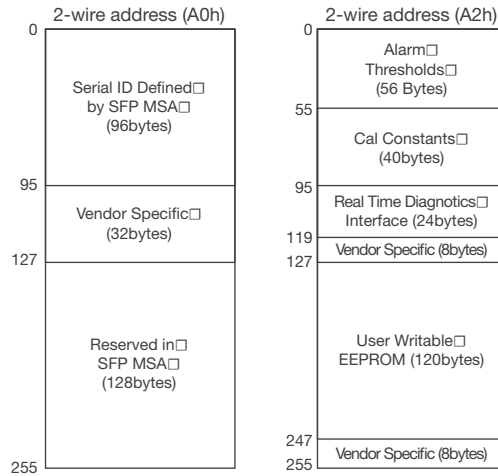 2-wire address (A0h)
0
Serial ID Defined□
by SFP MSA□
(96bytes)
95
Vendor Specific□
(32bytes)
127
Reserved in□
SFP MSA□
(128bytes)
255
2-wire address (A2h)
0
Alarm□
Thresholds□
(56 Bytes)
55
Cal Constants□
(40bytes)
95
Real Time Diagnotics□
Interface (24bytes)
119
Vendor Specific (8bytes)
127
User Writable□
EEPROM (120bytes)
247
Vendor Specific (8bytes)
255